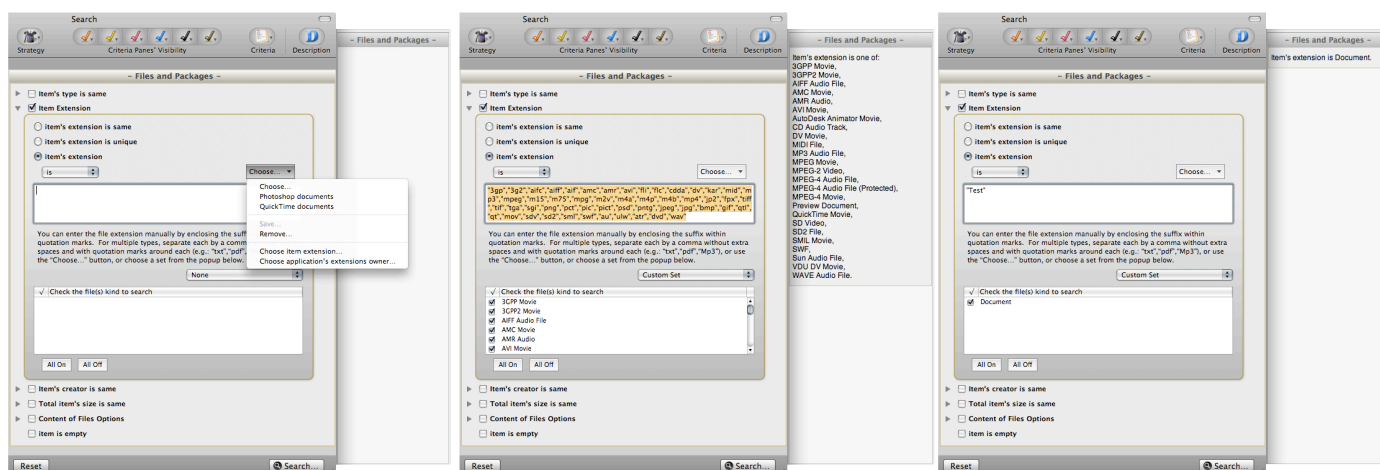 Search
Strategy
Criteria Panes' Visibility
Criteria
Description
– Files and Packages –
– Files and Packages –
Item's type is same
Item Extension
item's extension is same
item's extension is unique
item's extension
is
Choose...
Choose...
Photoshop documents
QuickTime documents
Save...
Remove...
Choose item extension...
Choose application's extensions owner...
You can enter the file extension manually by enclosing the suff
quotation marks. For multiple types, separate each by a comm
spaces and with quotation marks around each (e.g.: "txt","pdf",
the "Choose..." button, or choose a set from the popup below.
None
√ Check the file(s) kind to search
All On
All Off
Item's creator is same
Total item's size is same
Content of Files Options
item is empty
Reset
Search...
Search
Strategy
Criteria Panes' Visibility
Criteria
Description
– Files and Packages –
– Files and Packages –
Item's type is same
Item Extension
item's extension is same
item's extension is unique
item's extension
is
Choose...
"3gp","3g2","aifc","aiff","aif","amc","amr","avi","fli","flc","cdda","dv","kar","mid","m
p3","mpeg","m15","m75","mpg","m2v","m4a","m4p","m4b","mp4","jp2","fpx","tiff
","tif","tga","sgi","png","pct","pic","pict","psd","pntg","jpeg","jpg","bmp","gif","qtl",
"qt","mov","sdv","sd2","sml","swf","au","ulw","atr","dvd","wav"
You can enter the file extension manually by enclosing the suffix within
quotation marks. For multiple types, separate each by a comma without extra
spaces and with quotation marks around each (e.g.: "txt","pdf","Mp3"), or use
the "Choose..." button, or choose a set from the popup below.
Custom Set
√ Check the file(s) kind to search
3GPP Movie
3GPP2 Movie
AIFF Audio File
AMC Movie
AMR Audio
AVI Movie
All On
All Off
Item's creator is same
Total item's size is same
Content of Files Options
item is empty
Reset
Search...
Item's extension is one of:
3GPP Movie,
3GPP2 Movie,
AIFF Audio File,
AMC Movie,
AMR Audio,
AVI Movie,
AutoDesk Animator Movie,
CD Audio Track,
DV Movie,
MIDI File,
MP3 Audio File,
MPEG Movie,
MPEG-2 Video,
MPEG-4 Audio File,
MPEG-4 Audio File (Protected),
MPEG-4 Movie,
Preview Document,
QuickTime Movie,
SD Video,
SD2 File,
SMIL Movie,
SWF,
Sun Audio File,
VDU DV Movie,
WAVE Audio File.
Search
Strategy
Criteria Panes' Visibility
Criteria
Description
– Files and Packages –
– Files and Packages –
Item's type is same
Item Extension
item's extension is same
item's extension is unique
item's extension
is
Choose...
"Test"
You can enter the file extension manually by enclosing the suffix within
quotation marks. For multiple types, separate each by a comma without extra
spaces and with quotation marks around each (e.g.: "txt","pdf","Mp3"), or use
the "Choose..." button, or choose a set from the popup below.
Custom Set
√ Check the file(s) kind to search
Document
All On
All Off
Item's creator is same
Total item's size is same
Content of Files Options
item is empty
Reset
Search...
Item's extension is Document.